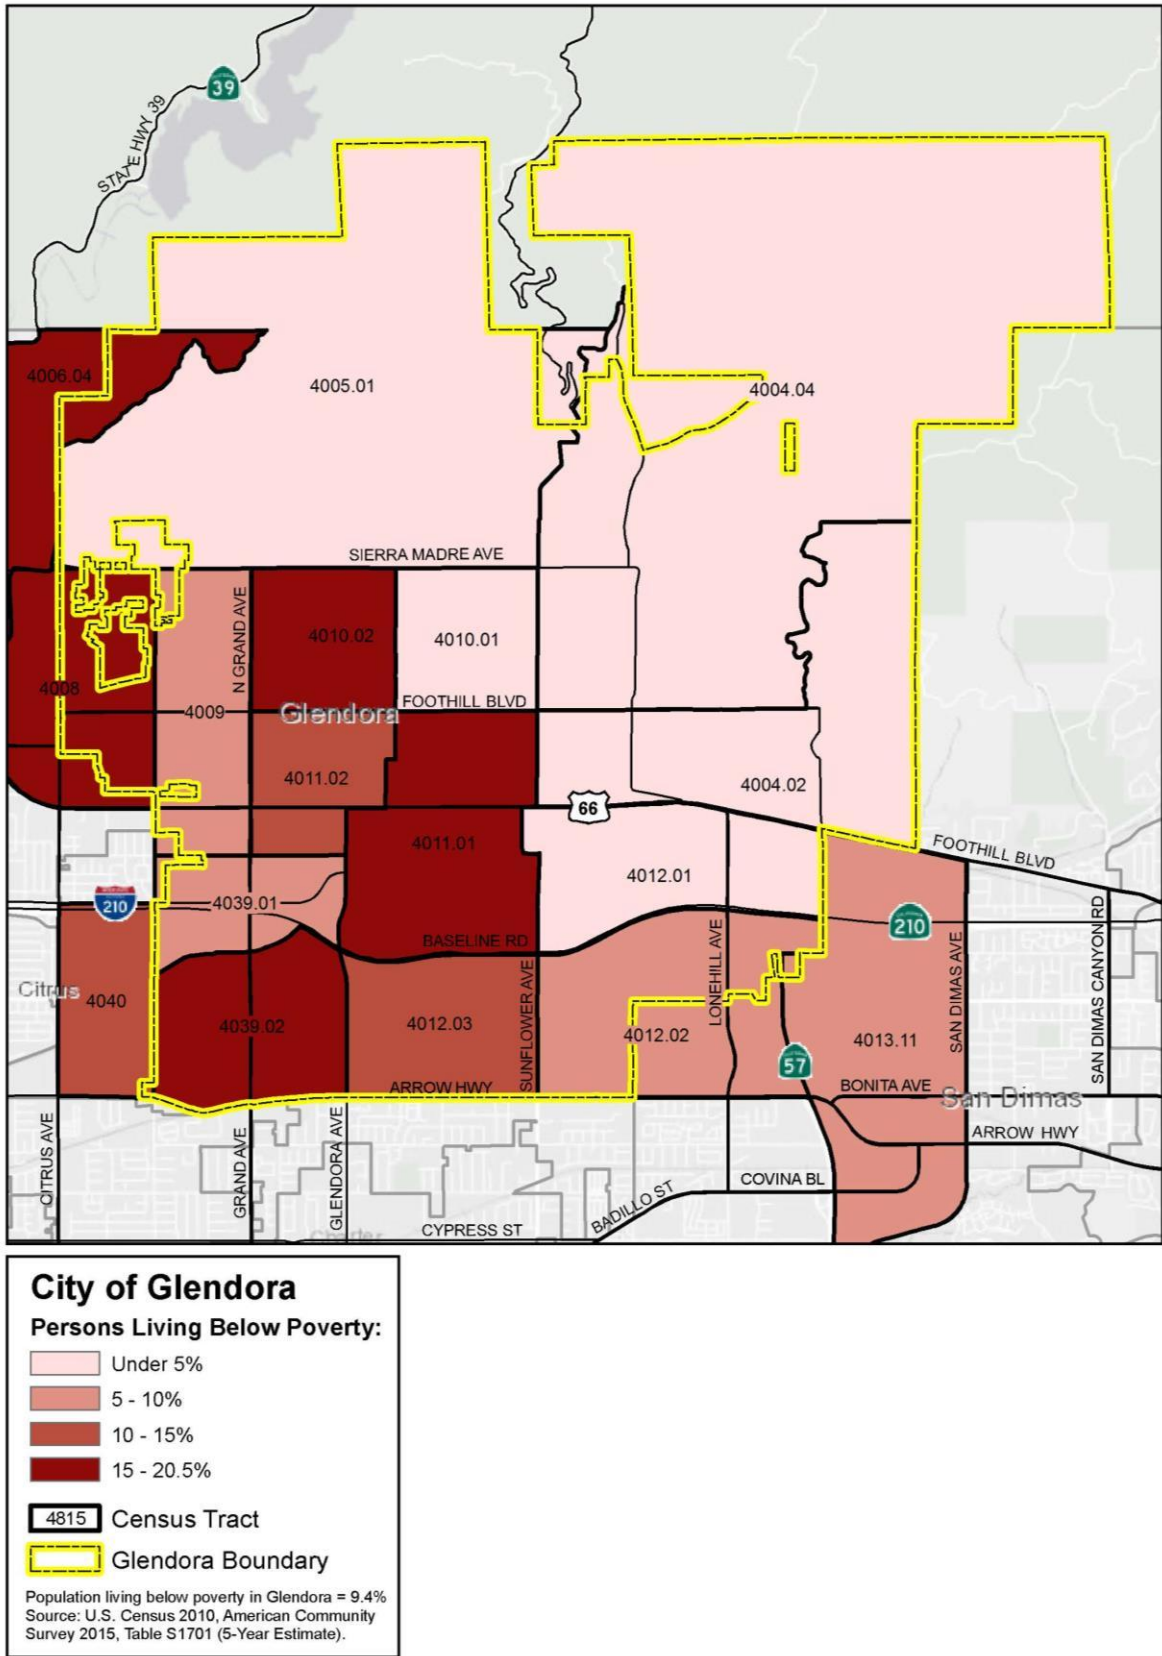 39
STATE HWY 39
4006.04
4005.01
4004.04
SIERRA MADRE AVE
N GRAND AVE
4010.02
4010.01
4008
4009
FOOTHILL BLVD
Glendora
4011.02
4004.02
66
4011.01
FOOTHILL BLVD
4012.01
210
4039.01
210
BASELINE RD
LONEHILL AVE
SAN DIMAS AVE
SAN DIMAS CANYON RD
Citrus
4040
4039.02
4012.03
SUNFLOWER AVE
4012.02
4013.11
57
ARROW HWY
BONITA AVE
San Dimas
ARROW HWY
CITRUS AVE
GRAND AVE
GLENDORA AVE
COVINA BL
BADILLO ST
CYPRESS ST
Charter
City of Glendora
Persons Living Below Poverty:
Under 5%
5 - 10%
10 - 15%
15 - 20.5%
4815 Census Tract
Glendora Boundary
Population living below poverty in Glendora = 9.4%
Source: U.S. Census 2010, American Community
Survey 2015, Table S1701 (5-Year Estimate).